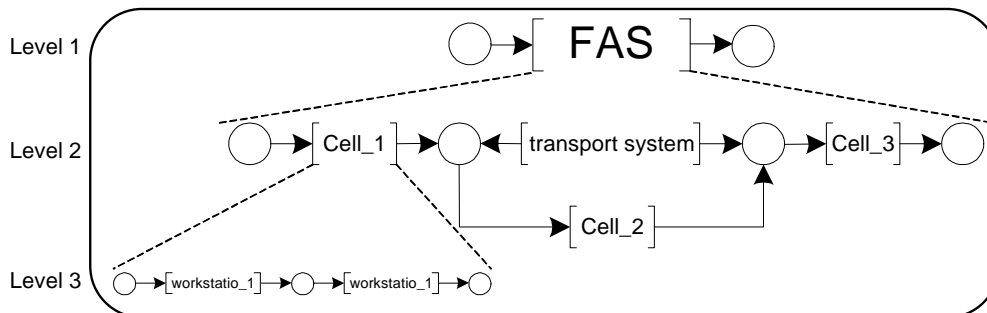 Level 1
FAS
Level 2
Cell_1
transport system
Cell_3
Cell_2
Level 3
workstatio_1
workstatio_1